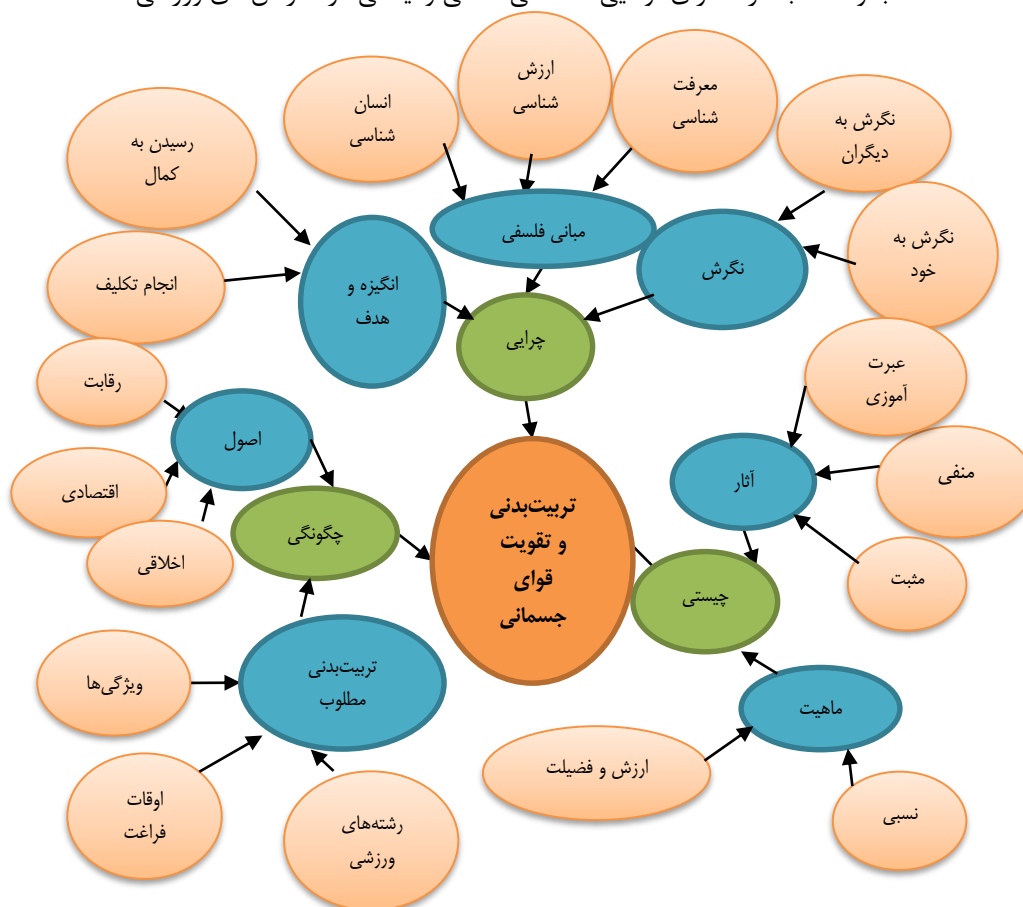 ارزش
شناسی
معرفت
شناسی
انسان
شناسی
نگرش به
دیگران
رسیدن به
کمال
مبانی فلسفی
نگرش به
خود
نگرش
انجام تکلیف
انگیزه و
هدف
چرایی
عبرت
آموزی
رقابت
اصول
آثار
منفی
اقتصادی
تربیت‌بدنی
و تقویت
قوای
جسمانی
چگونگی
اخلاقی
مثبت
چیستی
تربیت‌بدنی
مطلوب
ویژگی‌ها
ماهیت
ارزش و فضیلت
اوقات
فراغت
رشته‌های
ورزشی
نسبی